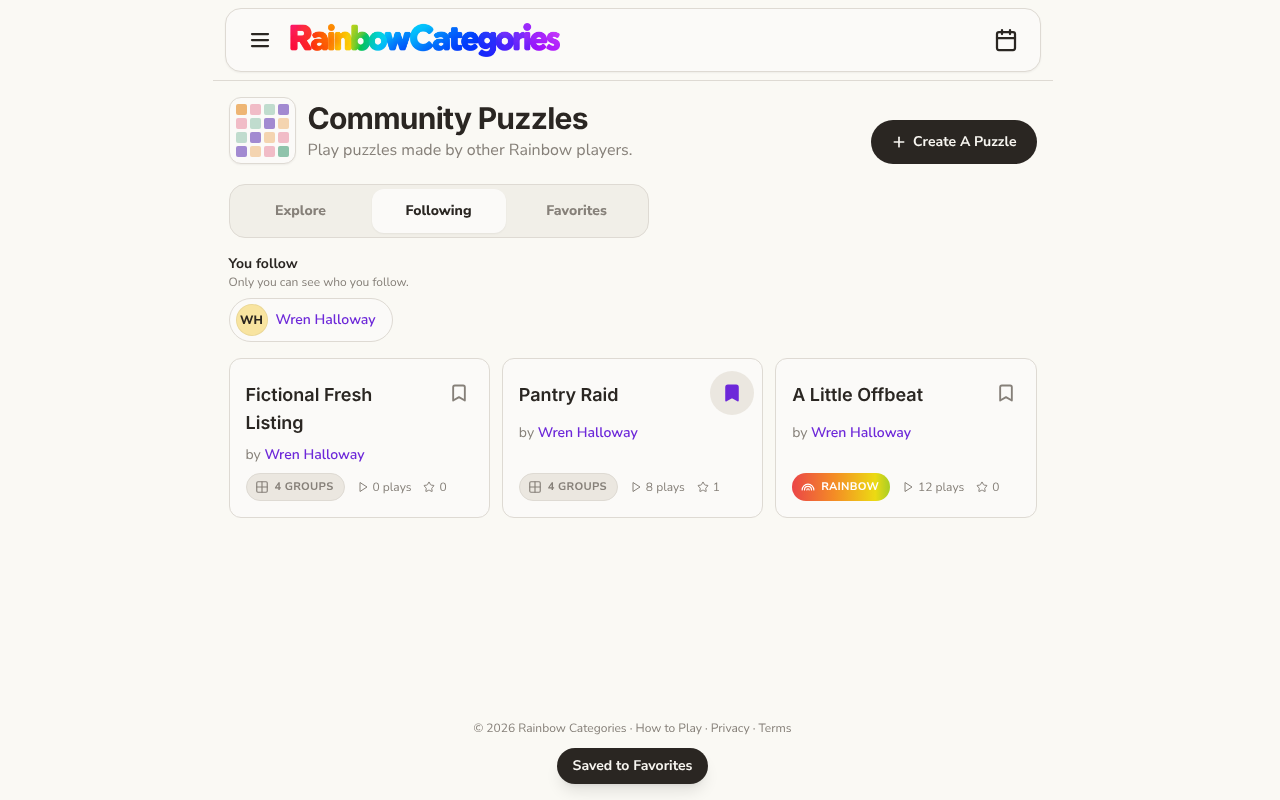 RainbowCategories
Community Puzzles
Play puzzles made by other Rainbow players.
Create A Puzzle
Explore
Following
Favorites
You follow
Only you can see who you follow.
WH
Wren Halloway
Fictional Fresh
Listing
by Wren Halloway
4 GROUPS
0 plays
0
Pantry Raid
by Wren Halloway
4 GROUPS
8 plays
1
A Little Offbeat
by Wren Halloway
RAINBOW
12 plays
0
© 2026 Rainbow Categories · How to Play · Privacy · Terms
Saved to Favorites